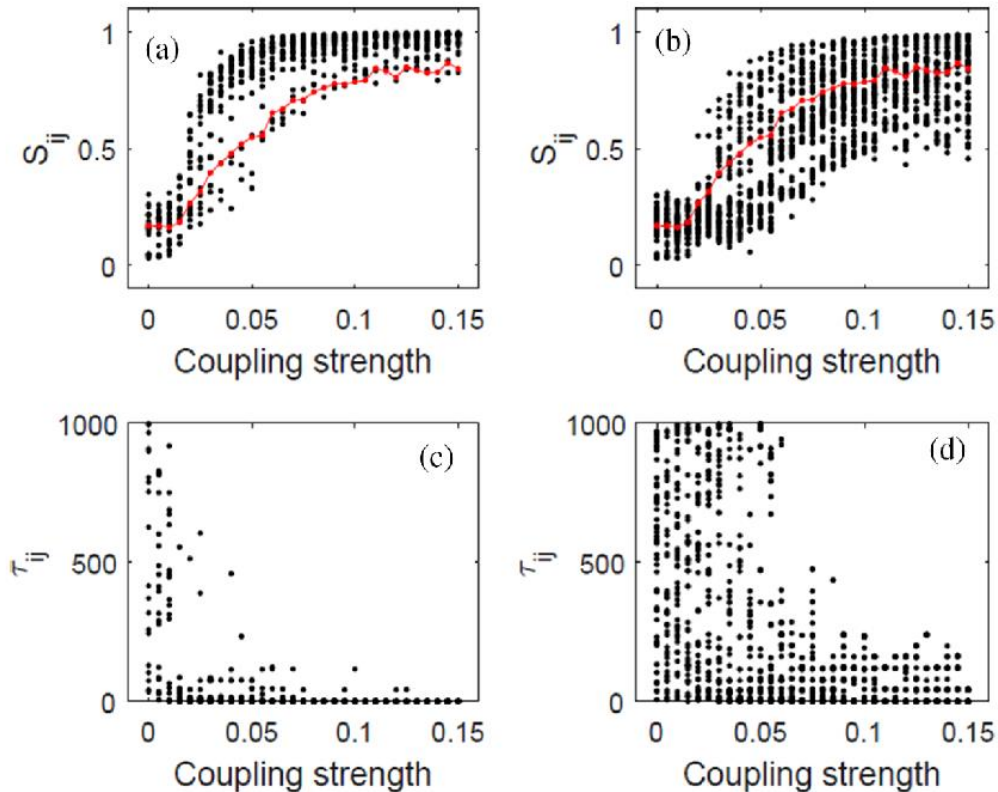 (a)
S_ij
1
0.5
0
0 0.05 0.1 0.15
Coupling strength
(b)
S_ij
1
0.5
0
0 0.05 0.1 0.15
Coupling strength
(c)
τ_ij
1000
500
0
0 0.05 0.1 0.15
Coupling strength
(d)
τ_ij
1000
500
0
0 0.05 0.1 0.15
Coupling strength